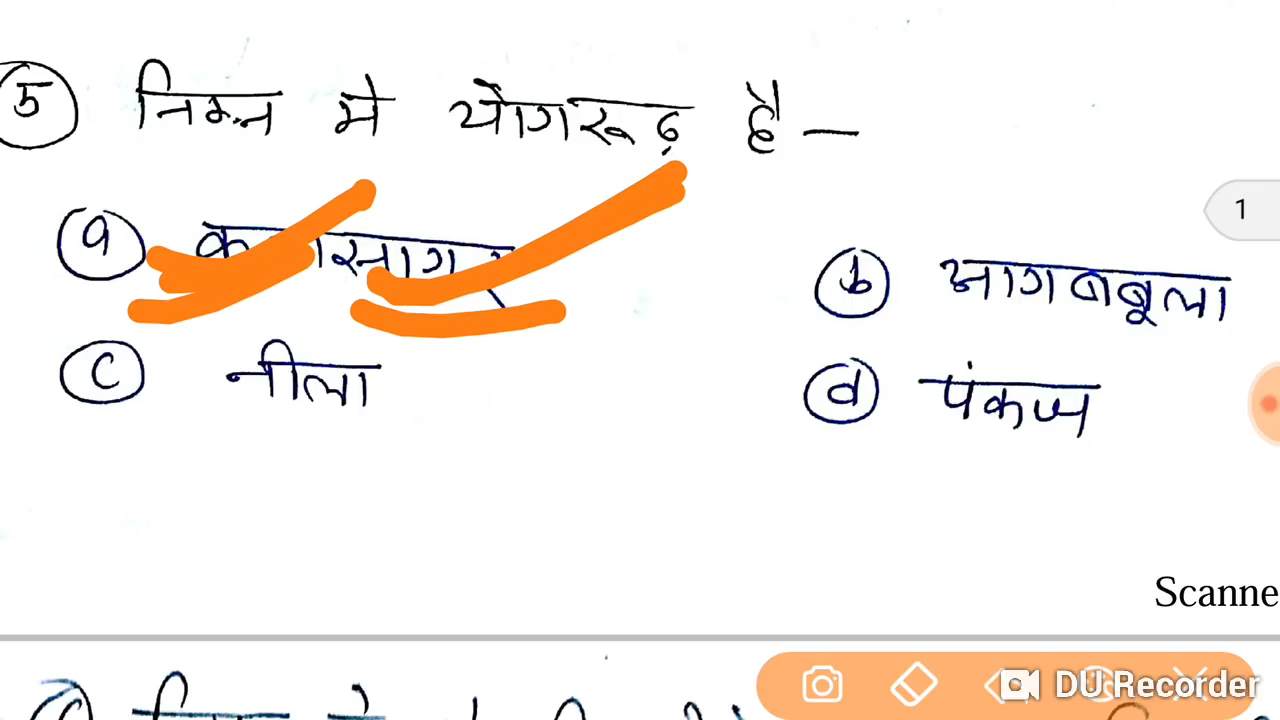 5 निम्न मे योगरूढ़ है —
a
b आगबबूला
c नीला
d पंकज
1
Scanne
DU Recorder